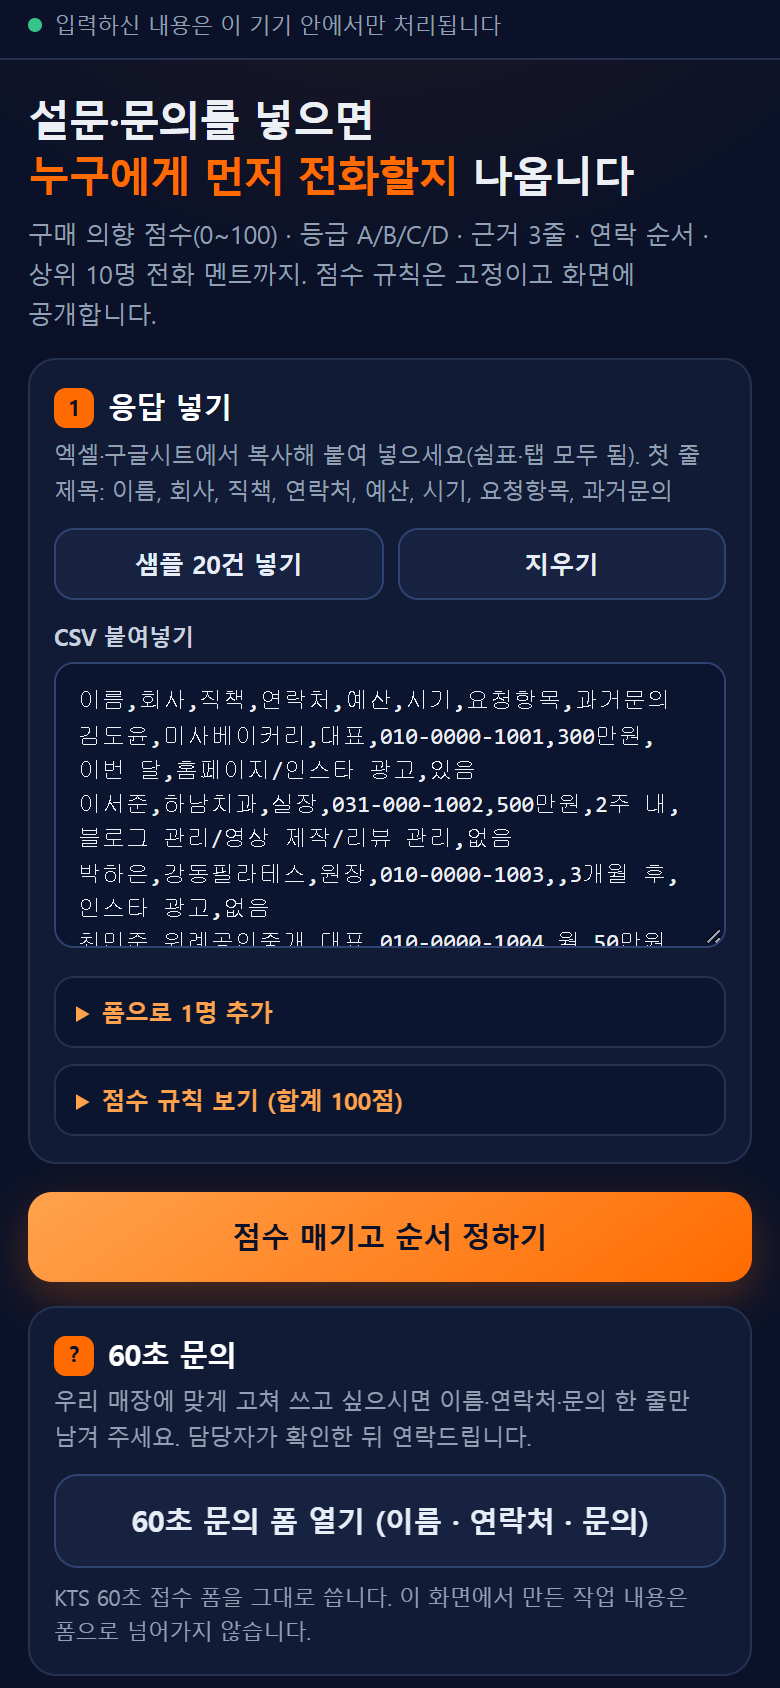 입력하신 내용은 이 기기 안에서만 처리됩니다
설문·문의를 넣으면
누구에게 먼저 전화할지 나옵니다
구매 의향 점수(0~100) · 등급 A/B/C/D · 근거 3줄 · 연락 순서 ·
상위 10명 전화 멘트까지. 점수 규칙은 고정이고 화면에
공개합니다.
1 응답 넣기
엑셀·구글시트에서 복사해 붙여 넣으세요(쉼표·탭 모두 됨). 첫 줄
제목: 이름, 회사, 직책, 연락처, 예산, 시기, 요청항목, 과거문의
샘플 20건 넣기
지우기
CSV 붙여넣기
이름,회사,직책,연락처,예산,시기,요청항목,과거문의
김도윤,미사베이커리,대표,010-0000-1001,300만원,
이번 달,홈페이지/인스타 광고,있음
이서준,하남치과,실장,031-000-1002,500만원,2주 내,
블로그 관리/영상 제작/리뷰 관리,없음
박하은,강동필라테스,원장,010-0000-1003,,3개월 후,
인스타 광고,없음
최민준,위례공인중개,대표,010-0000-1004,월 50만원,
▶ 폼으로 1명 추가
▶ 점수 규칙 보기 (합계 100점)
점수 매기고 순서 정하기
? 60초 문의
우리 매장에 맞게 고쳐 쓰고 싶으시면 이름·연락처·문의 한 줄만
남겨 주세요. 담당자가 확인한 뒤 연락드립니다.
60초 문의 폼 열기 (이름 · 연락처 · 문의)
KTS 60초 접수 폼을 그대로 씁니다. 이 화면에서 만든 작업 내용은
폼으로 넘어가지 않습니다.